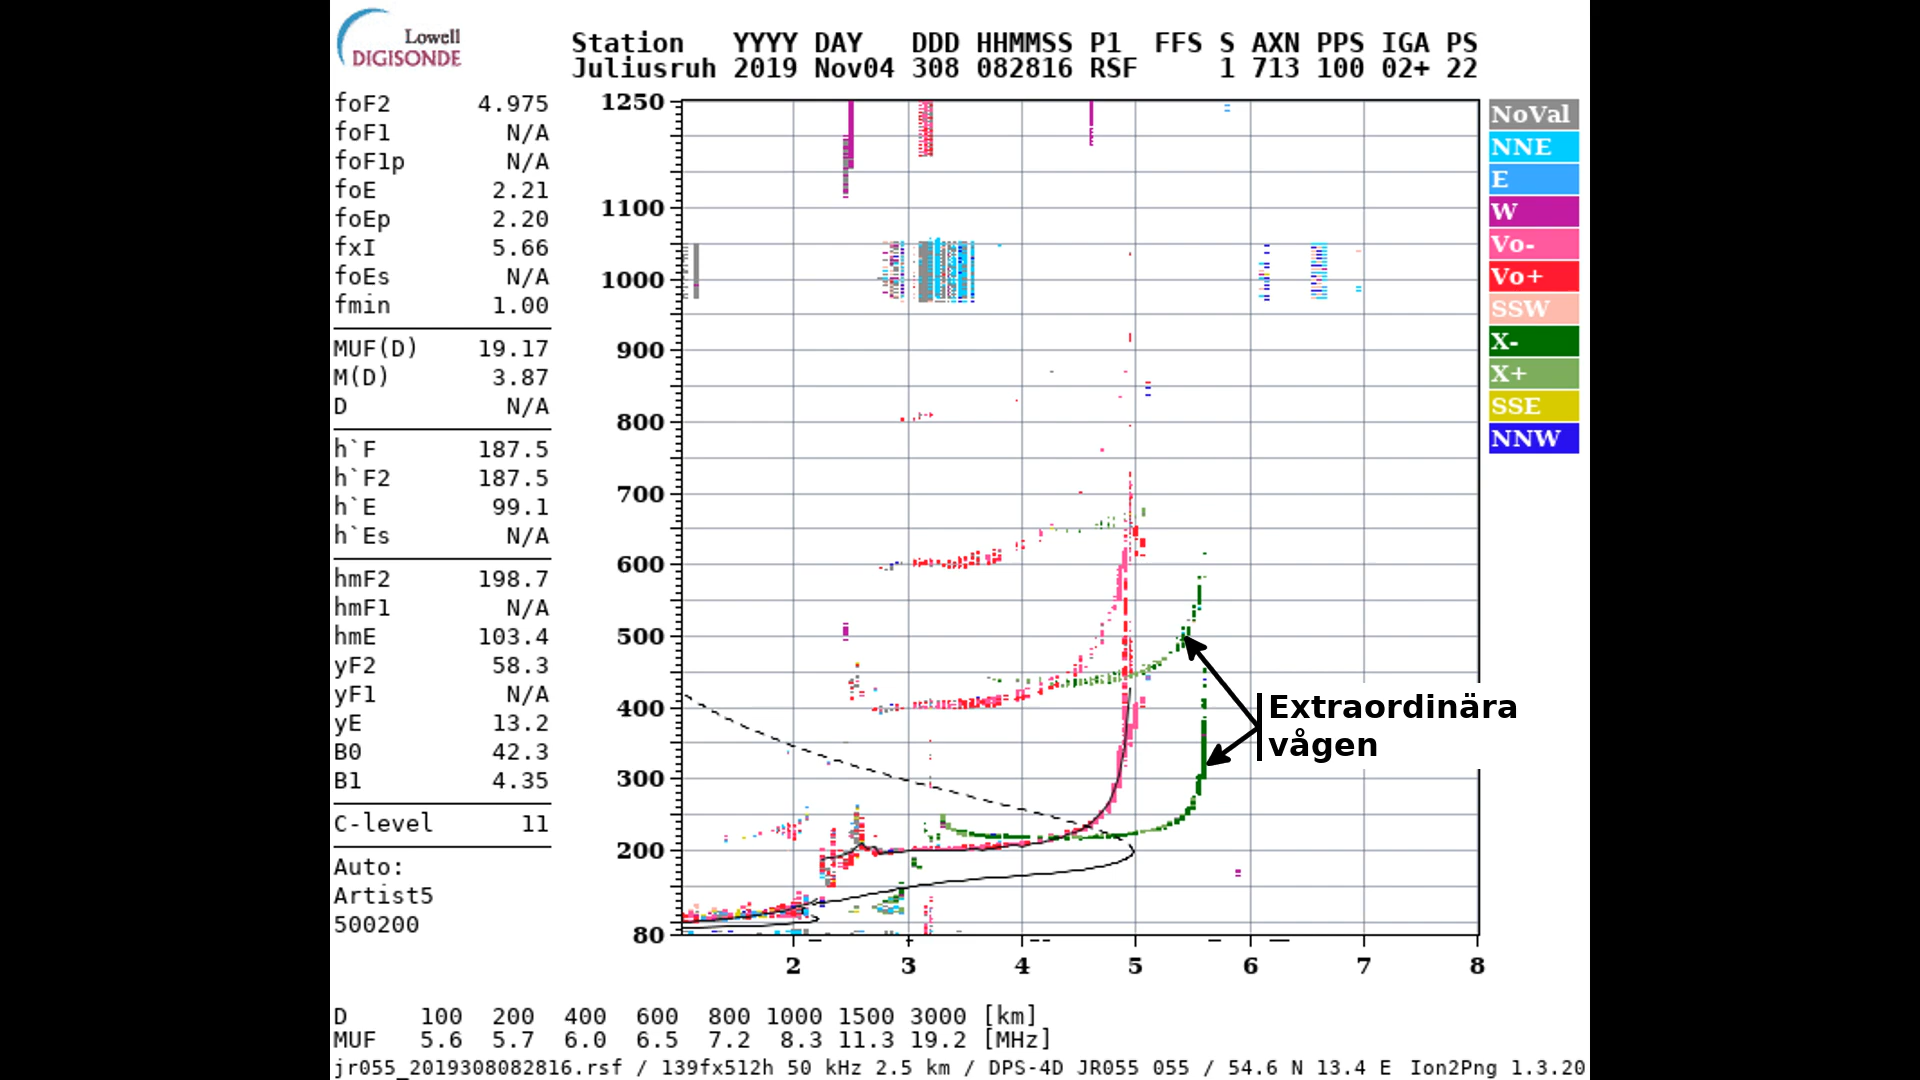 Lowell
DIGISONDE
Station YYYY DAY DDD HHMMSS P1 FFS S AXN PPS IGA PS
Juliusruh 2019 Nov04 308 082816 RSF 1 713 100 02+ 22
foF2 4.975
foF1 N/A
foF1p N/A
foE 2.21
foEp 2.20
fxI 5.66
foEs N/A
fmin 1.00
MUF(D) 19.17
M(D) 3.87
D N/A
h`F 187.5
h`F2 187.5
h`E 99.1
h`Es N/A
hmF2 198.7
hmF1 N/A
hmE 103.4
yF2 58.3
yF1 N/A
yE 13.2
B0 42.3
B1 4.35
C-level 11
Auto:
Artist5
500200
1250
1100
1000
900
800
700
600
500
400
300
200
80
2 3 4 5 6 7 8
NoVal
NNE
E
W
Vo-
Vo+
SSW
X-
X+
SSE
NNW
Extraordinära
vågen
D 100 200 400 600 800 1000 1500 3000 [km]
MUF 5.6 5.7 6.0 6.5 7.2 8.3 11.3 19.2 [MHz]
jr055_2019308082816.rsf / 139fx512h 50 kHz 2.5 km / DPS-4D JR055 055 / 54.6 N 13.4 E Ion2Png 1.3.20